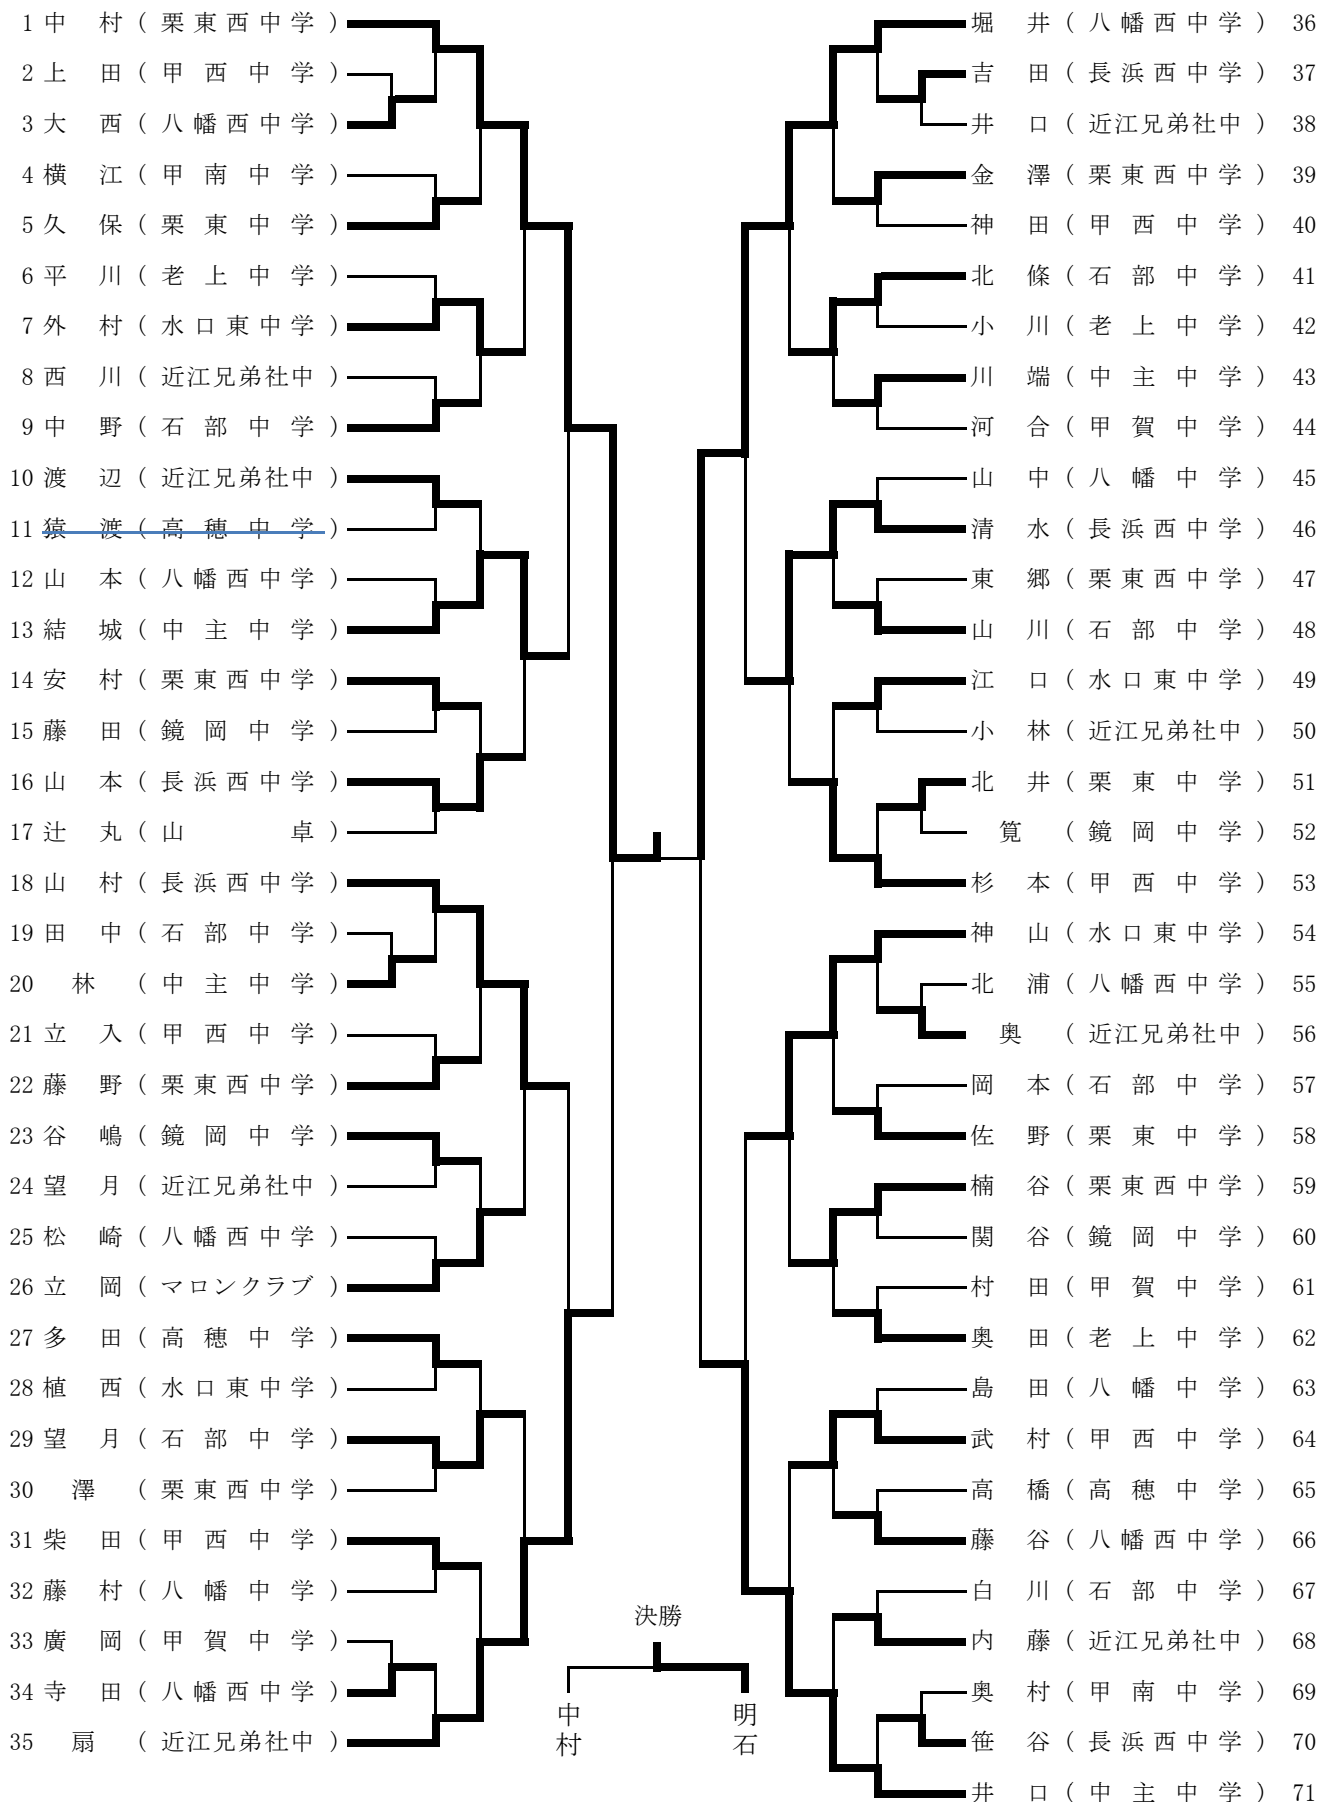 1 中村(栗東西中学)
2 上田(甲西中学)
3 大西(八幡西中学)
4 横江(甲南中学)
5 久保(栗東中学)
6 平川(老上中学)
7 外村(水口東中学)
8 西川(近江兄弟社中)
9 中野(石部中学)
10 渡辺(近江兄弟社中)
11 猿渡(高穂中学)
12 山本(八幡西中学)
13 結城(中主中学)
14 安村(栗東西中学)
15 藤田(鏡岡中学)
16 山本(長浜西中学)
17 辻丸(山卓)
18 山村(長浜西中学)
19 田中(石部中学)
20 林(中主中学)
21 立入(甲西中学)
22 藤野(栗東西中学)
23 谷嶋(鏡岡中学)
24 望月(近江兄弟社中)
25 松崎(八幡西中学)
26 立岡(マロンクラブ)
27 多田(高穂中学)
28 植西(水口東中学)
29 望月(石部中学)
30 澤(栗東西中学)
31 柴田(甲西中学)
32 藤村(八幡中学)
33 廣岡(甲賀中学)
34 寺田(八幡西中学)
35 扇(近江兄弟社中)
堀井(八幡西中学) 36
吉田(長浜西中学) 37
井口(近江兄弟社中) 38
金澤(栗東西中学) 39
神田(甲西中学) 40
北條(石部中学) 41
小川(老上中学) 42
川端(中主中学) 43
河合(甲賀中学) 44
山中(八幡中学) 45
清水(長浜西中学) 46
東郷(栗東西中学) 47
山川(石部中学) 48
江口(水口東中学) 49
小林(近江兄弟社中) 50
北井(栗東中学) 51
筧(鏡岡中学) 52
杉本(甲西中学) 53
神山(水口東中学) 54
北浦(八幡西中学) 55
奥(近江兄弟社中) 56
岡本(石部中学) 57
佐野(栗東中学) 58
楠谷(栗東西中学) 59
関谷(鏡岡中学) 60
村田(甲賀中学) 61
奥田(老上中学) 62
島田(八幡中学) 63
武村(甲西中学) 64
高橋(高穂中学) 65
藤谷(八幡西中学) 66
白川(石部中学) 67
内藤(近江兄弟社中) 68
奥村(甲南中学) 69
笹谷(長浜西中学) 70
井口(中主中学) 71
決勝
中村
明石